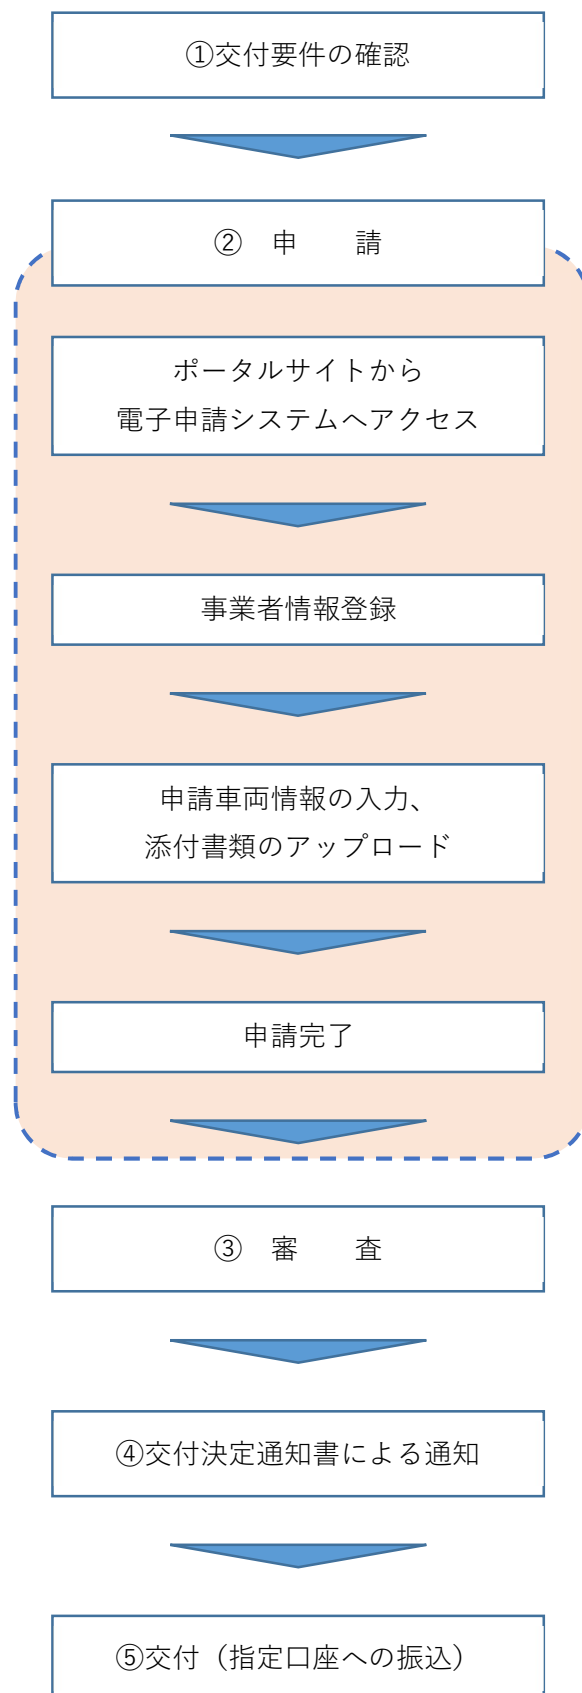 ①交付要件の確認
②　申　　請
ポータルサイトから
電子申請システムへアクセス
事業者情報登録
申請車両情報の入力、
添付書類のアップロード
申請完了
③　審　　査
④交付決定通知書による通知
⑤交付（指定口座への振込）